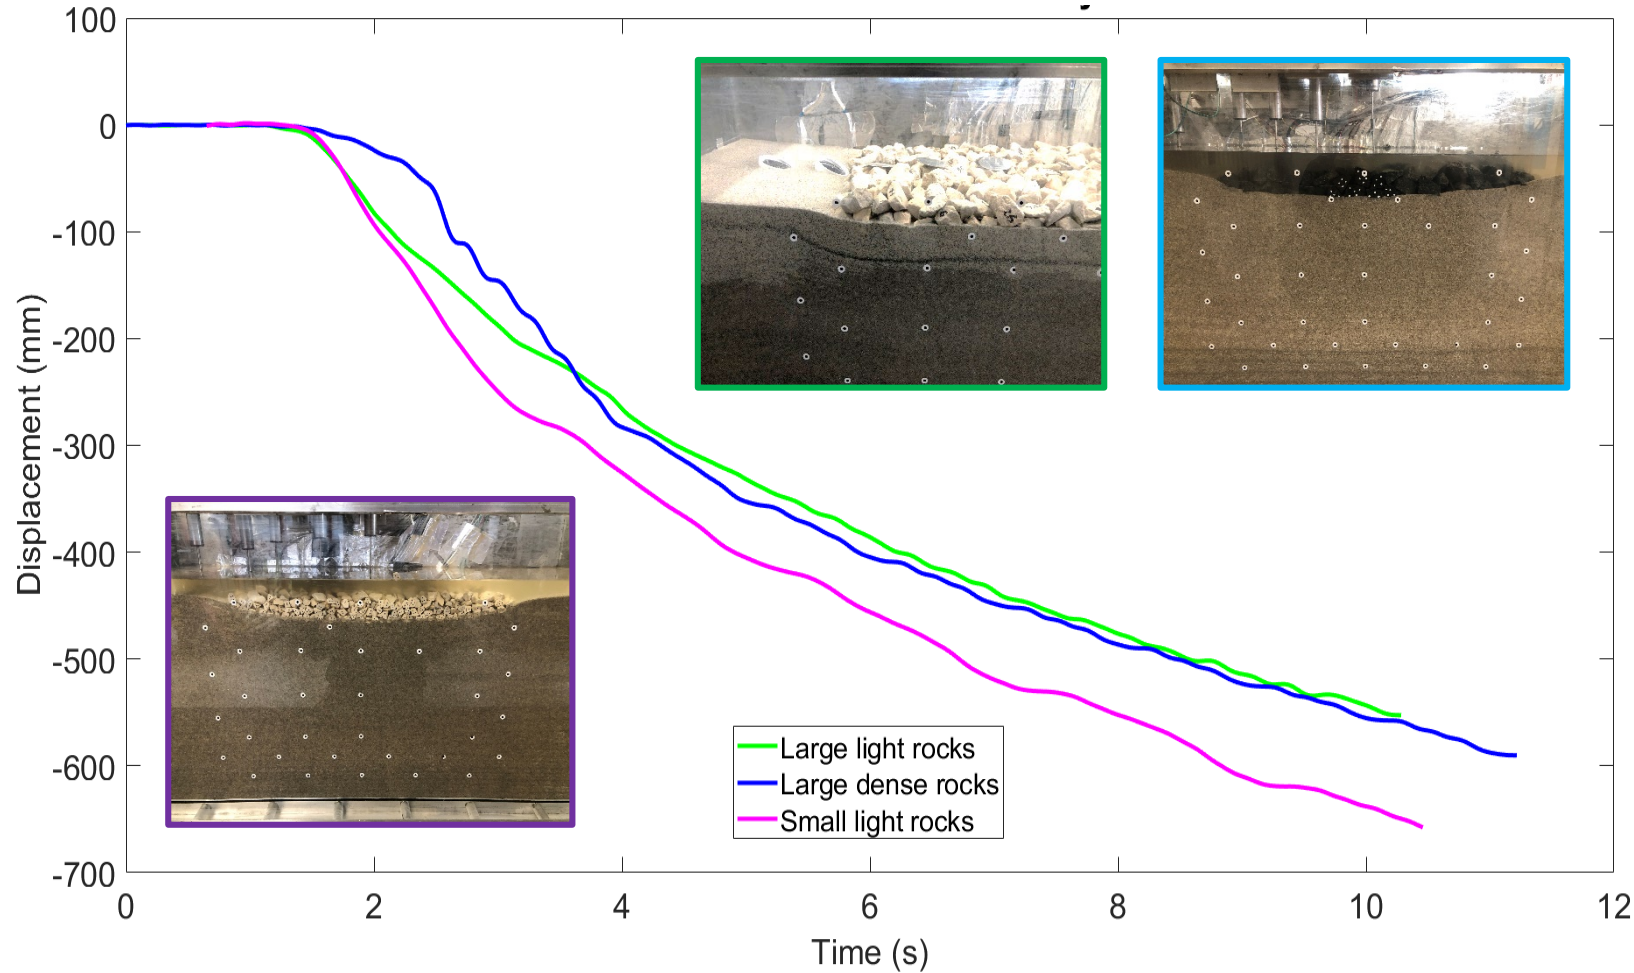 100
0
-100
-200
-300
-400
-500
-600
-700
Displacement (mm)
Large light rocks
Large dense rocks
Small light rocks
0 2 4 6 8 10 12
Time (s)